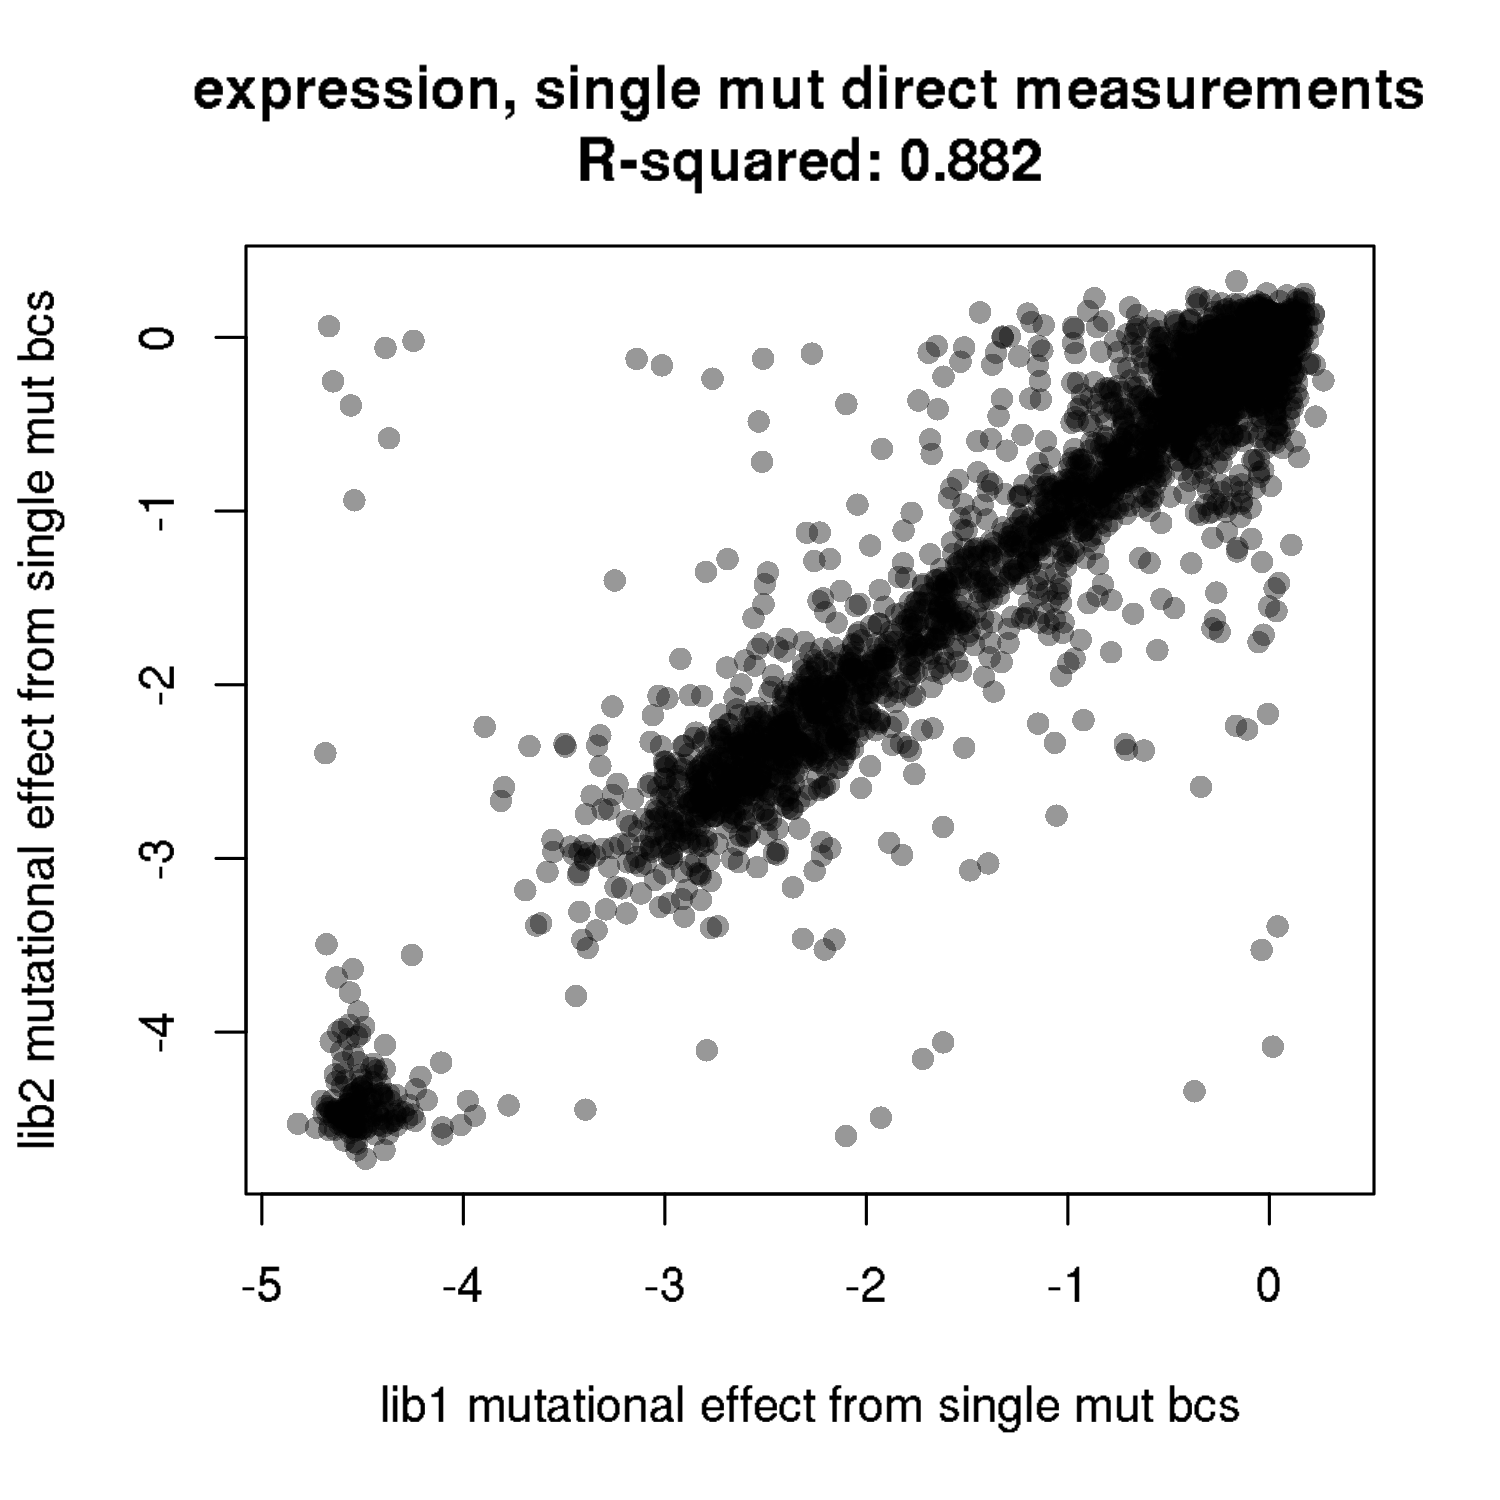 expression, single mut direct measurements
R-squared: 0.882
lib2 mutational effect from single mut bcs
0
-1
-2
-3
-4
-5 -4 -3 -2 -1 0
lib1 mutational effect from single mut bcs